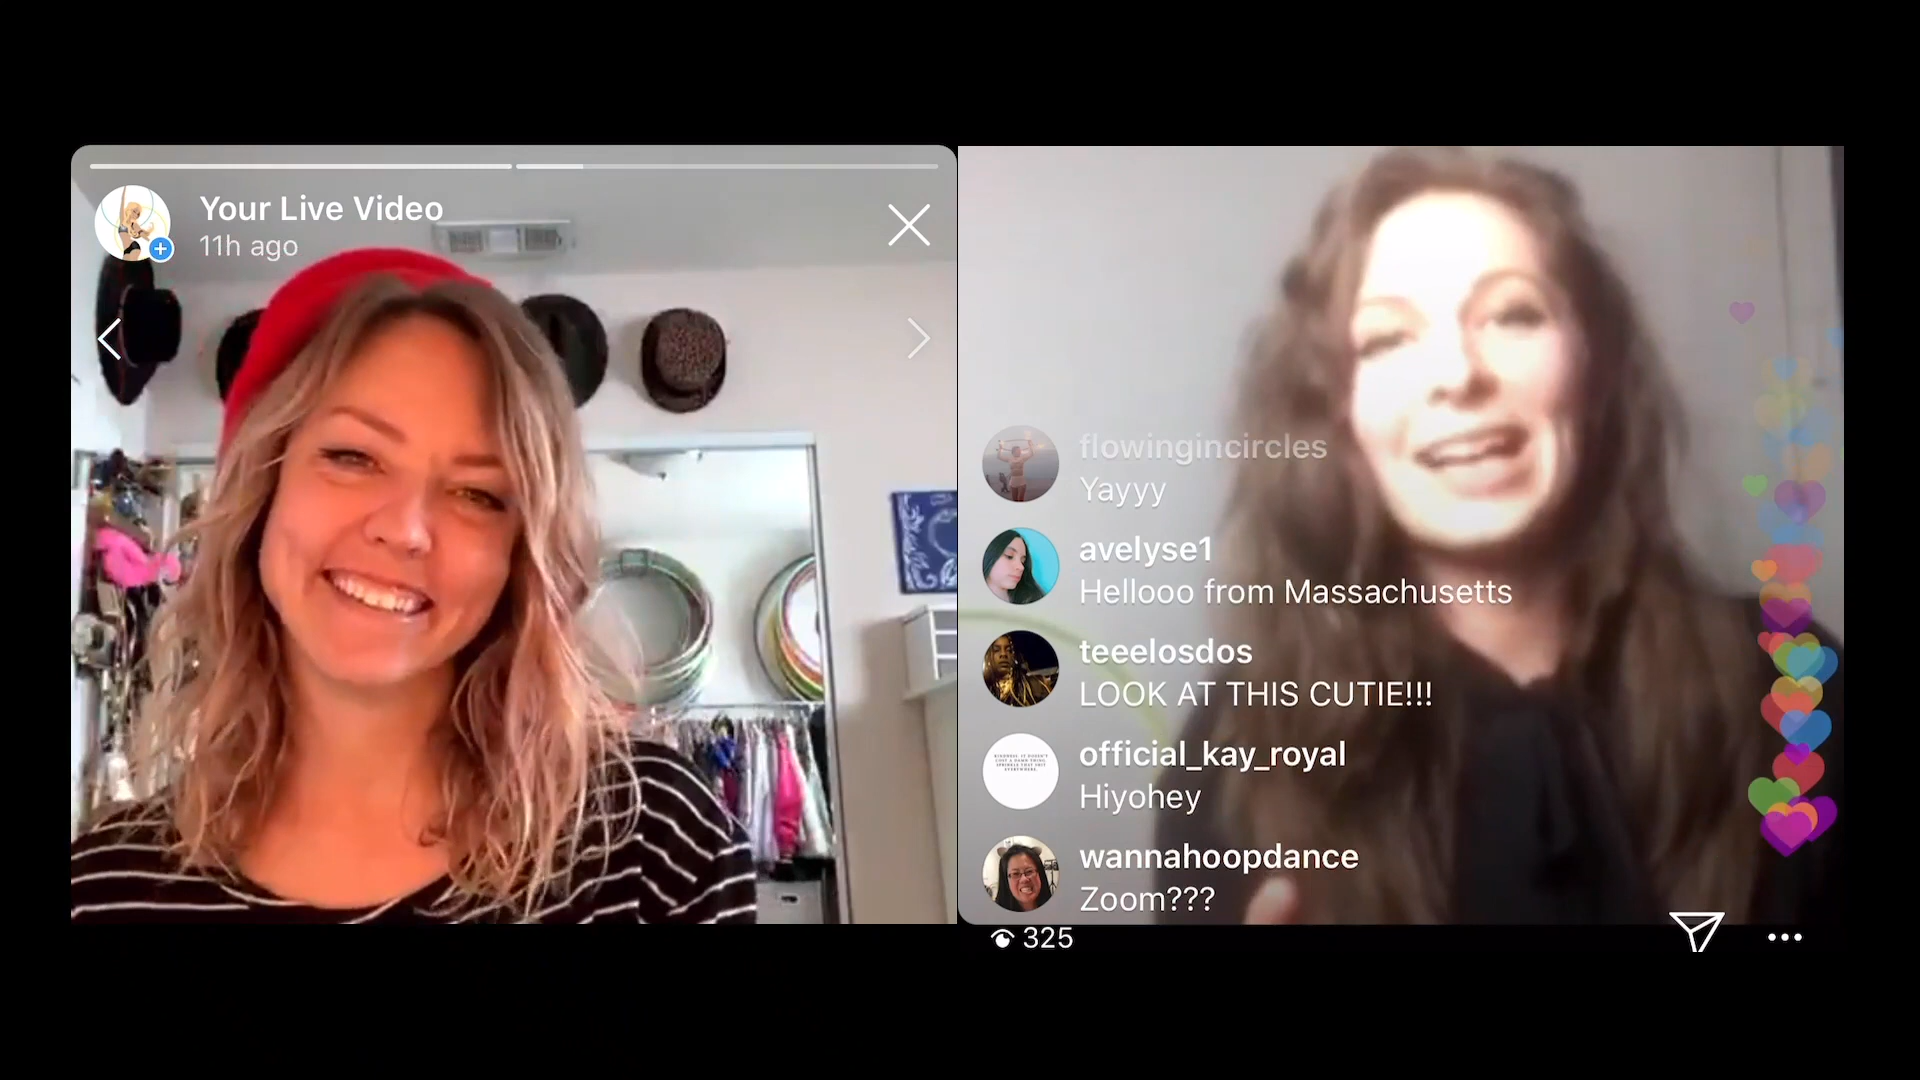 Your Live Video
11h ago
flowingincircles
Yayyy
avelyse1
Hellooo from Massachusetts
teeelosdos
LOOK AT THIS CUTIE!!!
official_kay_royal
Hiyohey
wannahoopdance
Zoom???
325